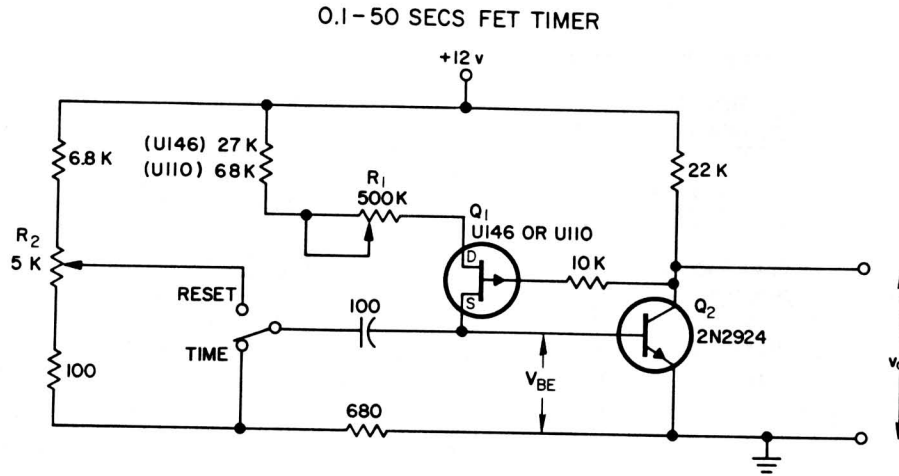 0.1-50 SECS FET TIMER
+12 v
(U146) 27 K
(U110) 68 K
6.8 K
R1
500 K
22 K
Q1
U146 OR U110
R2
5 K
D
10 K
RESET
S
100
Q2
2N2924
TIME
100
VBE
680